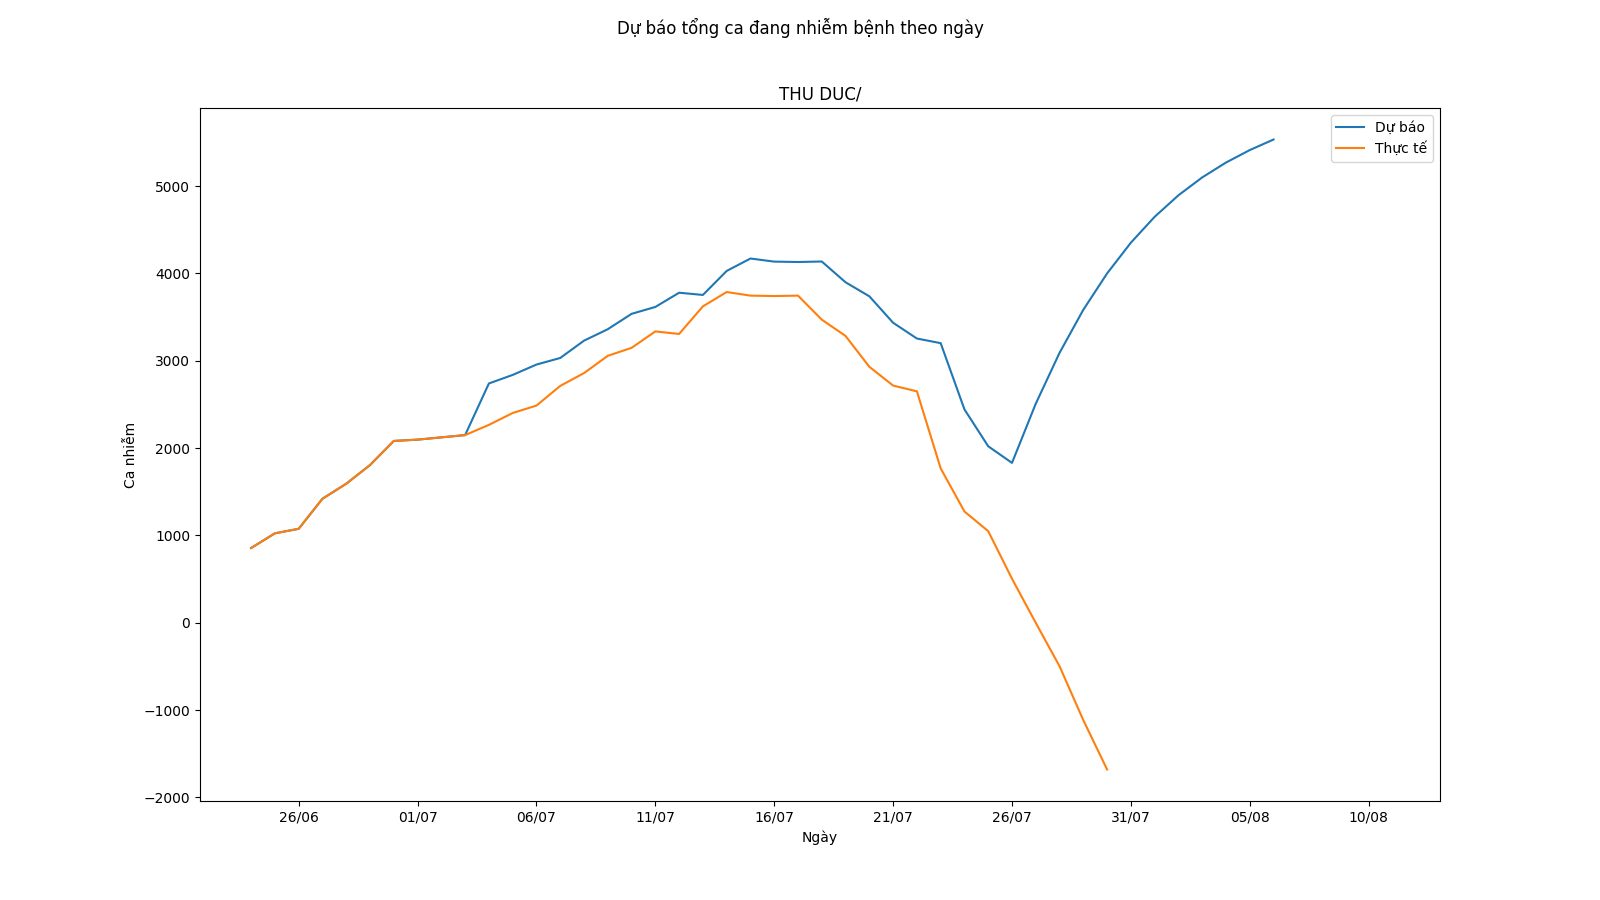 Dự báo tổng ca đang nhiễm bệnh theo ngày
THU DUC/
Dự báo
Thực tế
5000
4000
3000
2000
1000
0
−1000
−2000
Ca nhiễm
26/06 01/07 06/07 11/07 16/07 21/07 26/07 31/07 05/08 10/08
Ngày